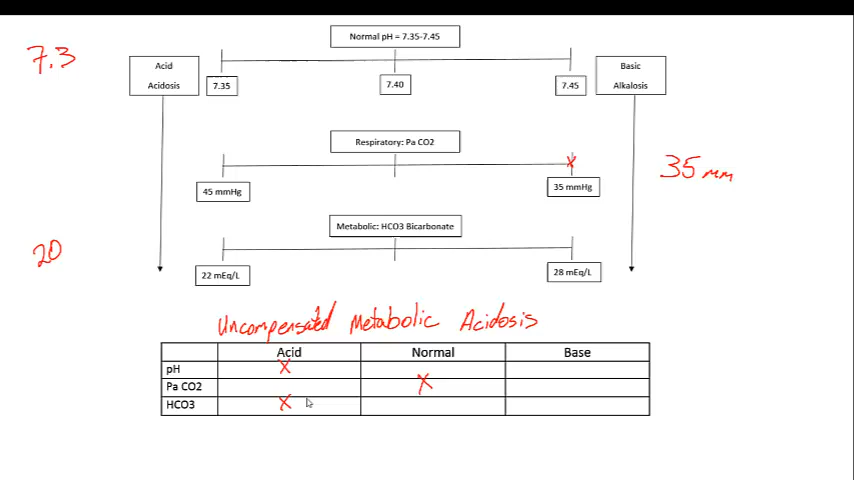 7.3
Normal pH = 7.35-7.45
Acid
Acidosis
Basic
Alkalosis
7.35
7.40
7.45
Respiratory: Pa CO2
X
35 mm
45 mmHg
35 mmHg
Metabolic: HCO3 Bicarbonate
20
22 mEq/L
28 mEq/L
Uncompensated Metabolic Acidosis
Acid Normal Base
pH X
Pa CO2 X
HCO3 X